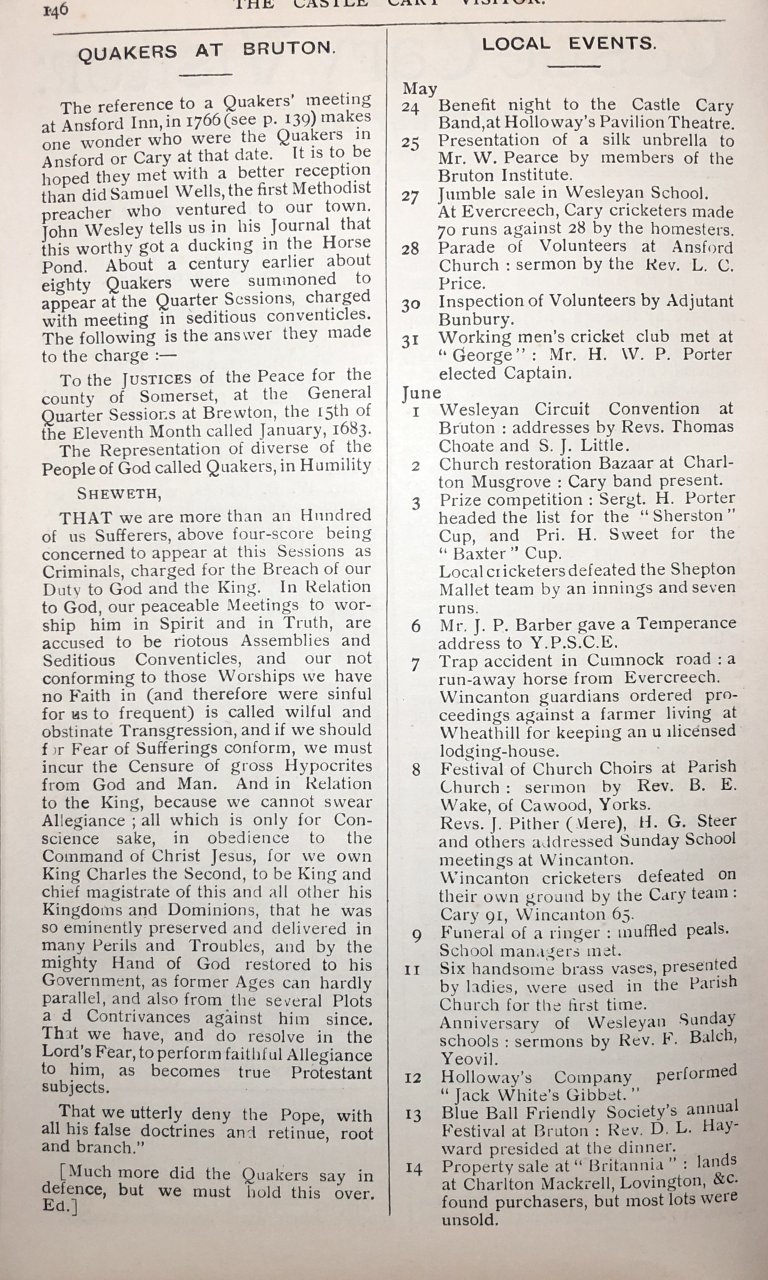 146
THE CASTLE CARY VISITOR.
QUAKERS AT BRUTON.
The reference to a Quakers' meeting
at Ansford Inn, in 1766 (see p. 139) makes
one wonder who were the Quakers in
Ansford or Cary at that date. It is to be
hoped they met with a better reception
than did Samuel Wells, the first Methodist
preacher who ventured to our town.
John Wesley tells us in his Journal that
this worthy got a ducking in the Horse
Pond. About a century earlier about
eighty Quakers were summoned to
appear at the Quarter Sessions, charged
with meeting in seditious conventicles.
The following is the answer they made
to the charge :—
To the JUSTICES of the Peace for the
county of Somerset, at the General
Quarter Sessions at Brewton, the 15th of
the Eleventh Month called January, 1683.
The Representation of diverse of the
People of God called Quakers, in Humility
SHEWETH,
THAT we are more than an Hundred
of us Sufferers, above four-score being
concerned to appear at this Sessions as
Criminals, charged for the Breach of our
Duty to God and the King. In Relation
to God, our peaceable Meetings to wor-
ship him in Spirit and in Truth, are
accused to be riotous Assemblies and
Seditious Conventicles, and our not
conforming to those Worships we have
no Faith in (and therefore were sinful
for us to frequent) is called wilful and
obstinate Transgression, and if we should
for Fear of Sufferings conform, we must
incur the Censure of gross Hypocrites
from God and Man. And in Relation
to the King, because we cannot swear
Allegiance ; all which is only for Con-
science sake, in obedience to the
Command of Christ Jesus, for we own
King Charles the Second, to be King and
chief magistrate of this and all other his
Kingdoms and Dominions, that he was
so eminently preserved and delivered in
many Perils and Troubles, and by the
mighty Hand of God restored to his
Government, as former Ages can hardly
parallel, and also from the several Plots
a d Contrivances against him since.
That we have, and do resolve in the
Lord's Fear, to perform faithful Allegiance
to him, as becomes true Protestant
subjects.
That we utterly deny the Pope, with
all his false doctrines and retinue, root
and branch."
[Much more did the Quakers say in
defence, but we must hold this over.
Ed.]
LOCAL EVENTS.
May
24 Benefit night to the Castle Cary
Band, at Holloway's Pavilion Theatre.
25 Presentation of a silk unbrella to
Mr. W. Pearce by members of the
Bruton Institute.
27 Jumble sale in Wesleyan School.
At Evercreech, Cary cricketers made
70 runs against 28 by the homesters.
28 Parade of Volunteers at Ansford
Church : sermon by the Rev. L. C.
Price.
30 Inspection of Volunteers by Adjutant
Bunbury.
31 Working men's cricket club met at
"George" : Mr. H. W. P. Porter
elected Captain.
June
1 Wesleyan Circuit Convention at
Bruton : addresses by Revs. Thomas
Choate and S. J. Little.
2 Church restoration Bazaar at Charl-
ton Musgrove : Cary band present.
3 Prize competition : Sergt. H. Porter
headed the list for the "Sherston"
Cup, and Pri. H. Sweet for the
"Baxter" Cup.
Local cricketers defeated the Shepton
Mallet team by an innings and seven
runs.
6 Mr. J. P. Barber gave a Temperance
address to Y.P.S.C.E.
7 Trap accident in Cumnock road : a
run-away horse from Evercreech.
Wincanton guardians ordered pro-
ceedings against a farmer living at
Wheathill for keeping an unlicensed
lodging-house.
8 Festival of Church Choirs at Parish
Church : sermon by Rev. B. E.
Wake, of Cawood, Yorks.
Revs. J. Pither (Mere), H. G. Steer
and others addressed Sunday School
meetings at Wincanton.
Wincanton cricketers defeated on
their own ground by the Cary team :
Cary 91, Wincanton 65.
9 Funeral of a ringer : muffled peals.
School managers met.
11 Six handsome brass vases, presented
by ladies, were used in the Parish
Church for the first time.
Anniversary of Wesleyan Sunday
schools : sermons by Rev. F. Balch,
Yeovil.
12 Holloway's Company performed
"Jack White's Gibbet."
13 Blue Ball Friendly Society's annual
Festival at Bruton : Rev. D. L. Hay-
ward presided at the dinner.
14 Property sale at "Britannia" : lands
at Charlton Mackrell, Lovington, &c.
found purchasers, but most lots were
unsold.